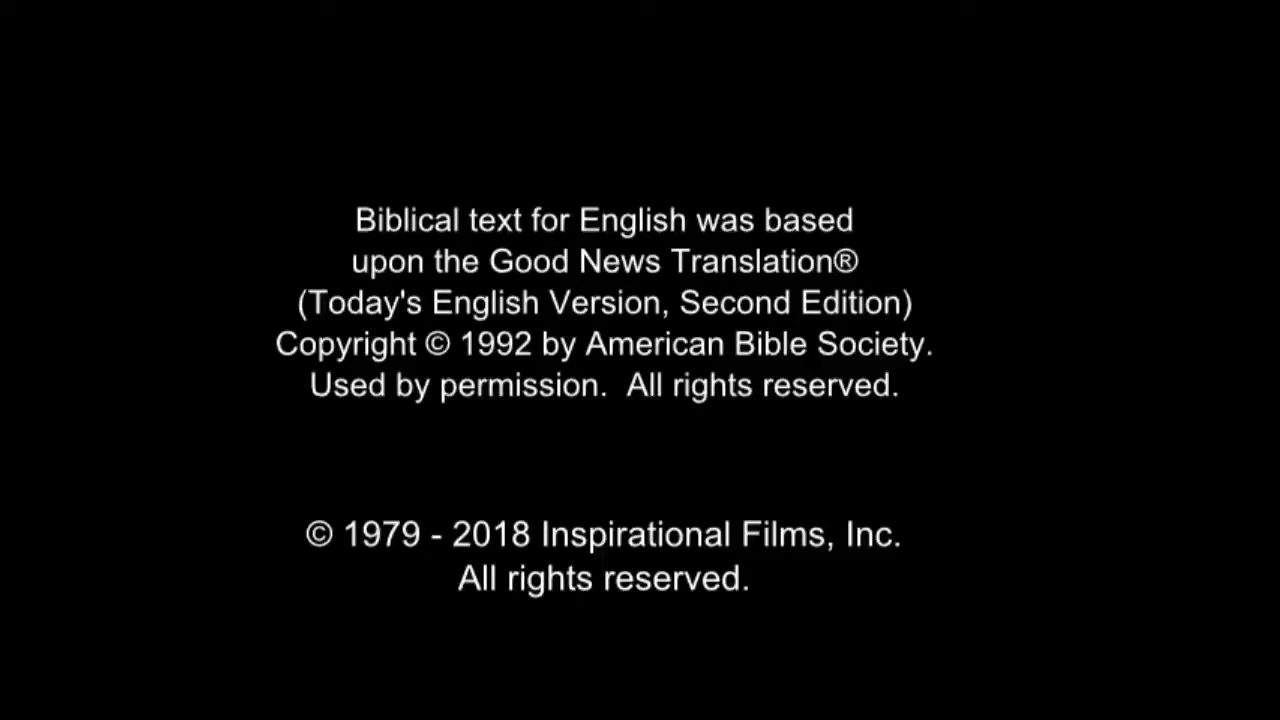 Biblical text for English was based
upon the Good News Translation®
(Today's English Version, Second Edition)
Copyright © 1992 by American Bible Society.
Used by permission.  All rights reserved.
© 1979 - 2018 Inspirational Films, Inc.
All rights reserved.